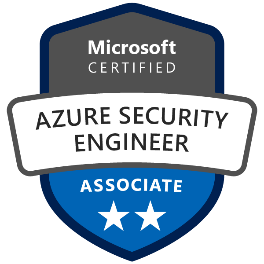 Microsoft
CERTIFIED
AZURE SECURITY
ENGINEER
ASSOCIATE